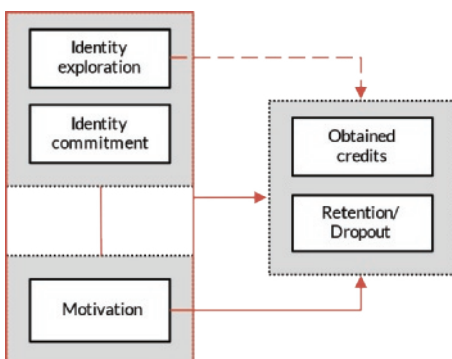 Identity
exploration
Identity
commitment
Obtained
credits
Retention/
Dropout
Motivation